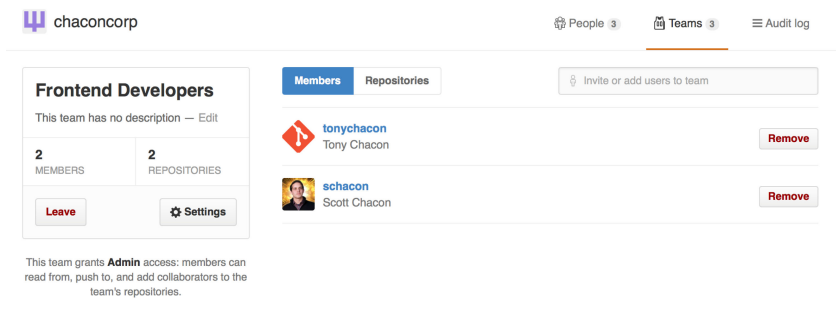 chaconcorp
People 3
Teams 3
Audit log
Frontend Developers
This team has no description — Edit
2
MEMBERS
2
REPOSITORIES
Leave
Settings
This team grants Admin access: members can
read from, push to, and add collaborators to the
team's repositories.
Members
Repositories
Invite or add users to team
tonychacon
Tony Chacon
Remove
schacon
Scott Chacon
Remove